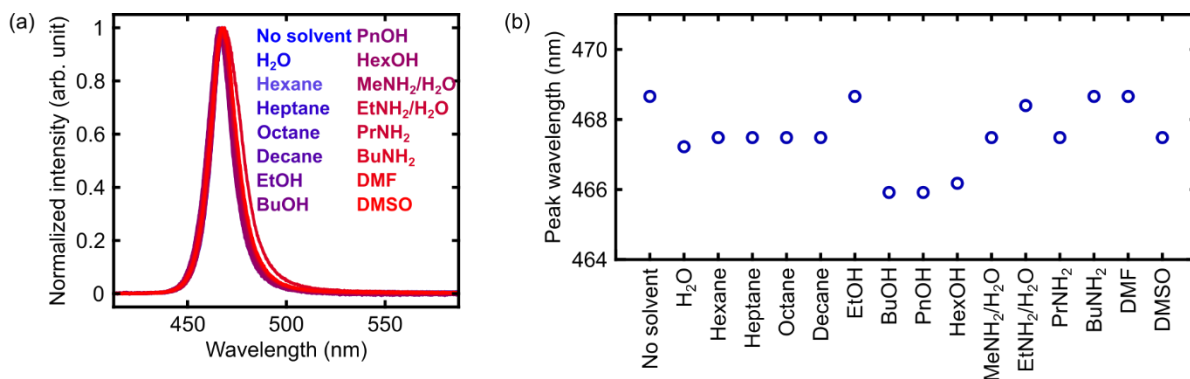 (a)
Normalized intensity (arb. unit)
1
0.8
0.6
0.4
0.2
0
450
500
550
Wavelength (nm)
No solvent
H₂O
Hexane
Heptane
Octane
Decane
EtOH
BuOH
PnOH
HexOH
MeNH₂/H₂O
EtNH₂/H₂O
PrNH₂
BuNH₂
DMF
DMSO
(b)
Peak wavelength (nm)
470
468
466
464
No solvent
H₂O
Hexane
Heptane
Octane
Decane
EtOH
BuOH
PnOH
HexOH
MeNH₂/H₂O
EtNH₂/H₂O
PrNH₂
BuNH₂
DMF
DMSO